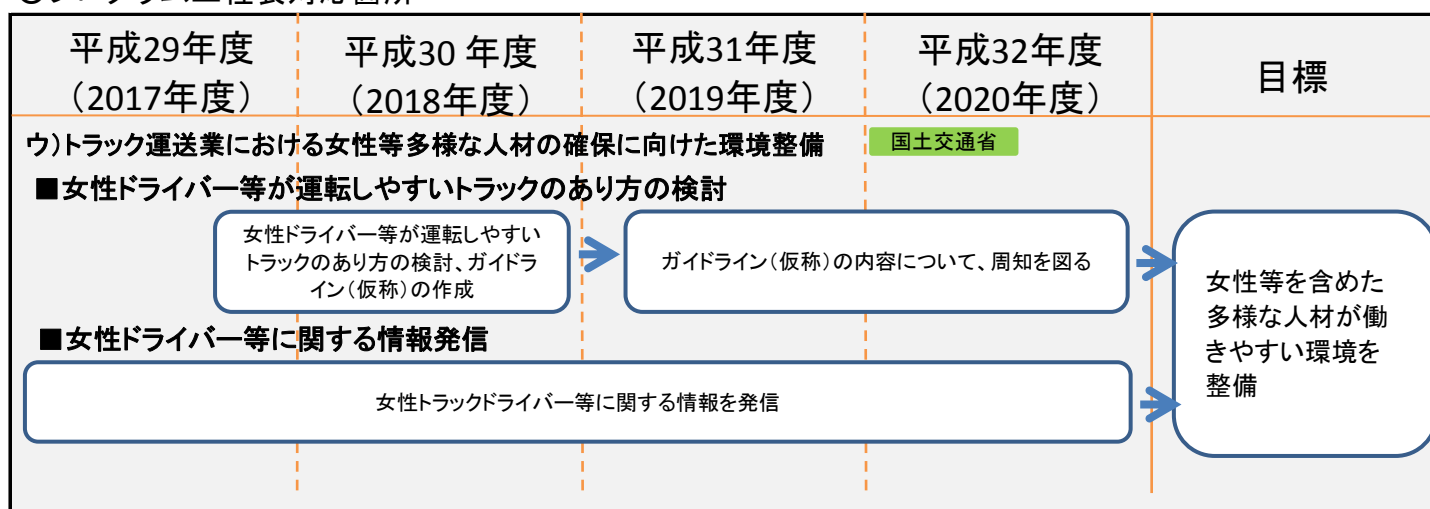 平成29年度
（2017年度）
平成30 年度
（2018年度）
平成31年度
（2019年度）
平成32年度
（2020年度）
目標
ウ）トラック運送業における女性等多様な人材の確保に向けた環境整備
国土交通省
■女性ドライバー等が運転しやすいトラックのあり方の検討
女性ドライバー等が運転しやすい
トラックのあり方の検討、ガイドラ
イン（仮称）の作成
ガイドライン（仮称）の内容について、周知を図る
■女性ドライバー等に関する情報発信
女性トラックドライバー等に関する情報を発信
女性等を含めた
多様な人材が働
きやすい環境を
整備